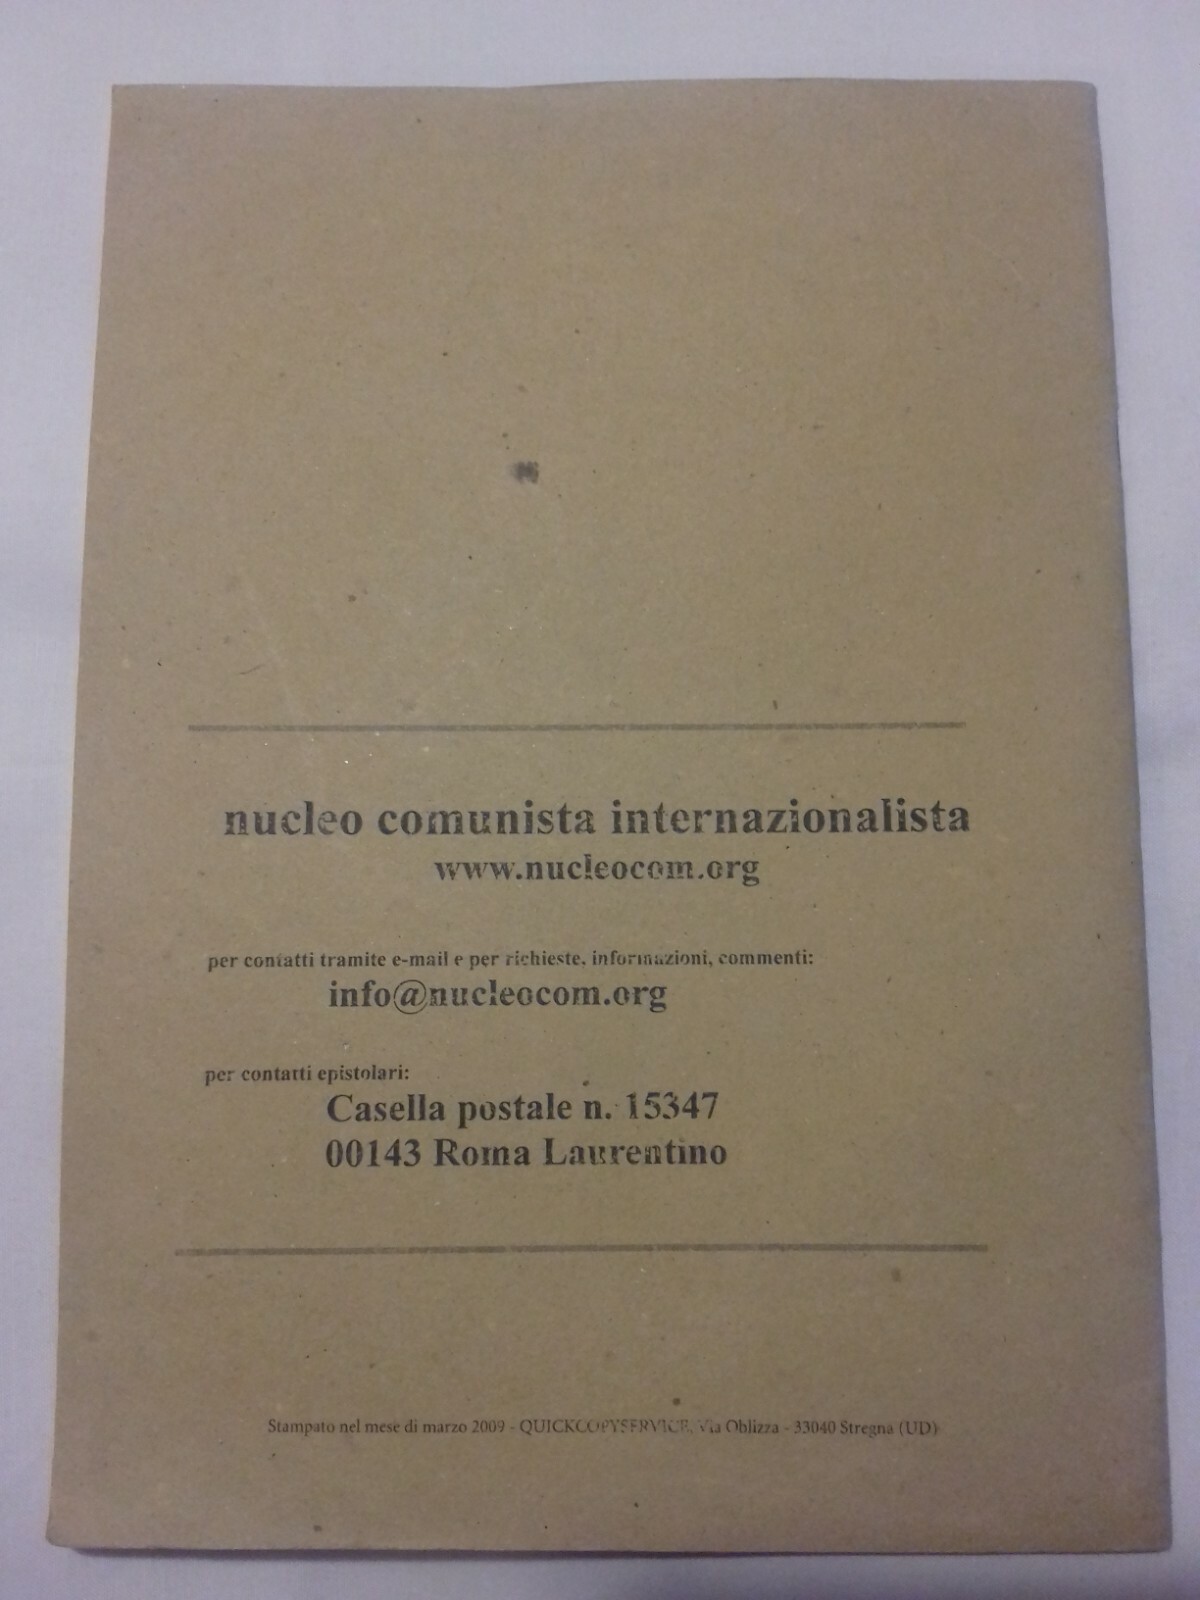 nucleo comunista internazionalista
www.nucleocom.org
per contatti tramite e-mail e per richieste, informazioni, commenti:
info@nucleocom.org
per contatti epistolari:
Casella postale n. 15347
00143 Roma Laurentino
Stampato nel mese di marzo 2009 - QUICKCOPYSERVICE, Via Oblizza - 33040 Stregna (UD)